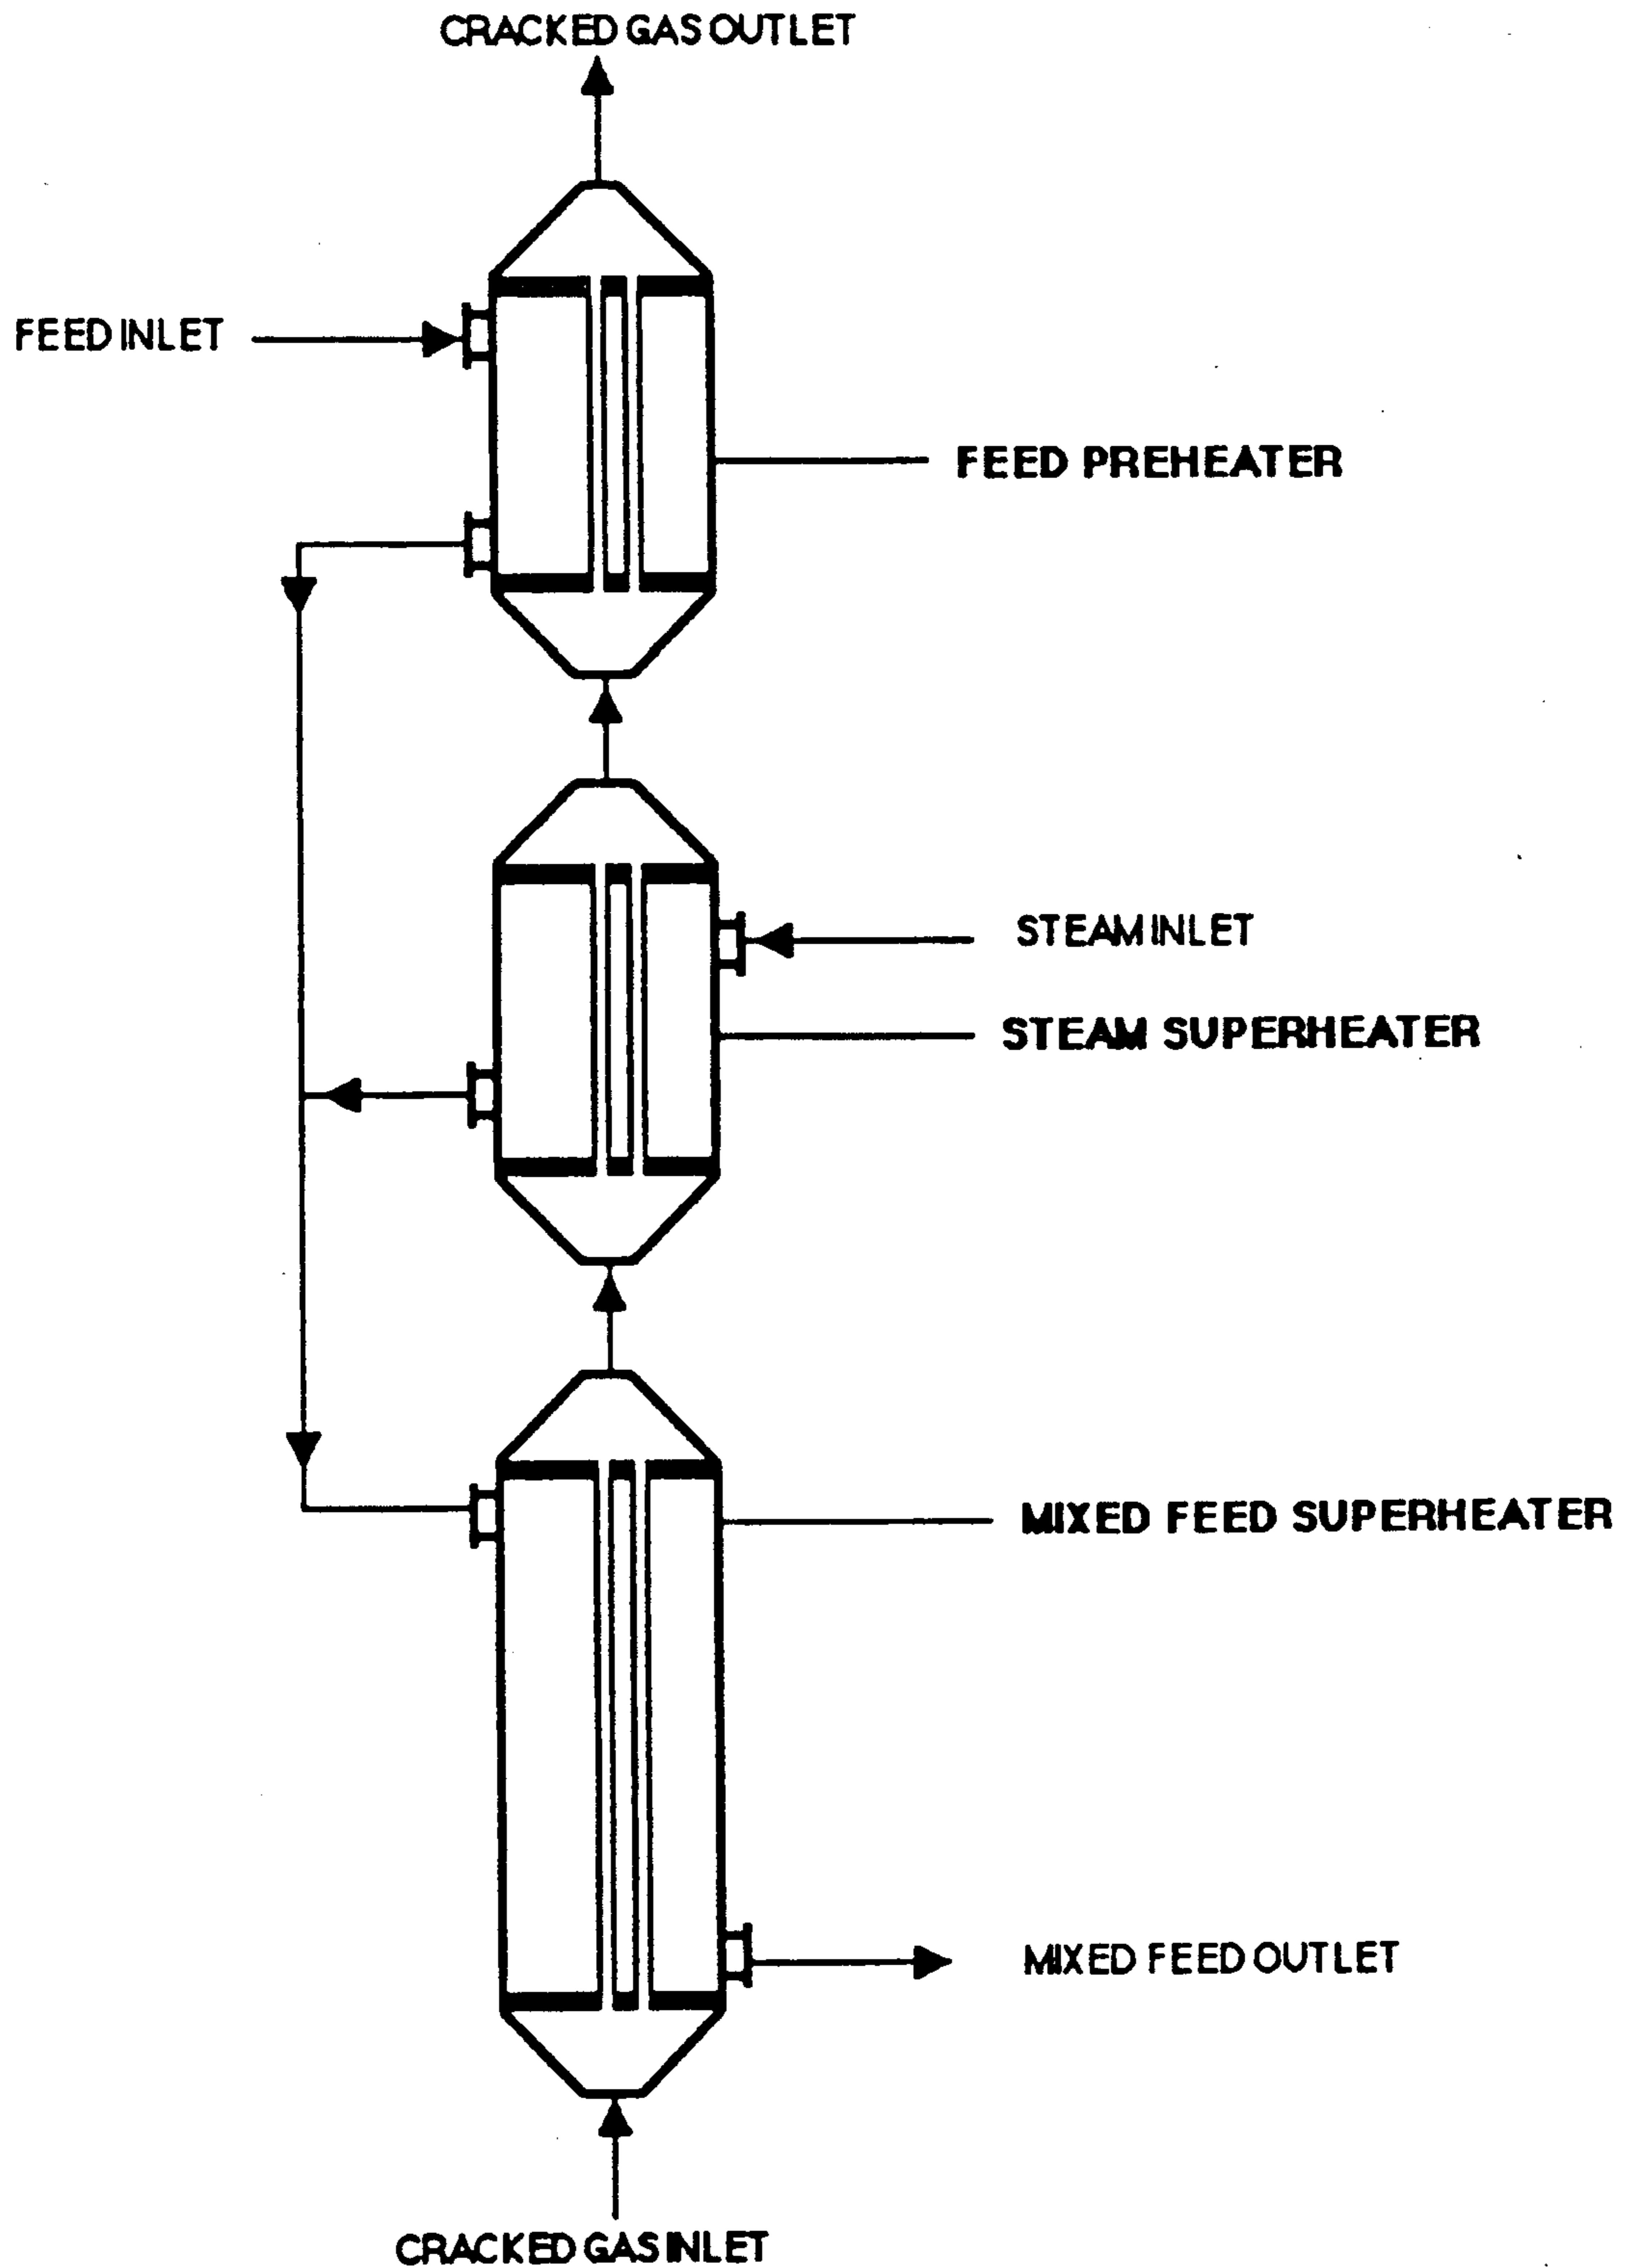 CRACKED GAS OUTLET
FEED INLET
FEED PREHEATER
STEAM INLET
STEAM SUPERHEATER
MIXED FEED SUPERHEATER
MIXED FEED OUTLET
CRACKED GAS INLET